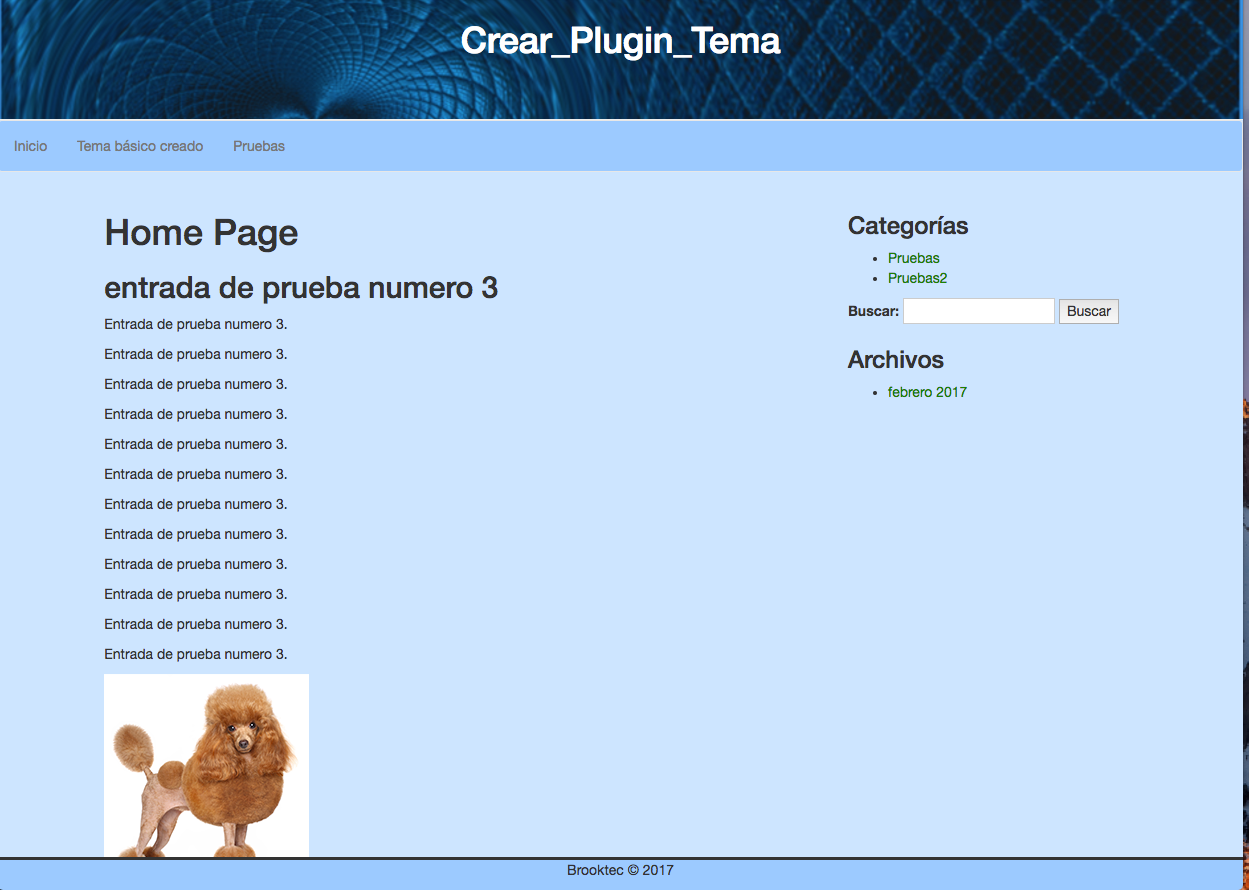 Crear_Plugin_Tema
Inicio Tema básico creado Pruebas
Home Page
entrada de prueba numero 3
Entrada de prueba numero 3.
Entrada de prueba numero 3.
Entrada de prueba numero 3.
Entrada de prueba numero 3.
Entrada de prueba numero 3.
Entrada de prueba numero 3.
Entrada de prueba numero 3.
Entrada de prueba numero 3.
Entrada de prueba numero 3.
Entrada de prueba numero 3.
Entrada de prueba numero 3.
Entrada de prueba numero 3.
Categorías
Pruebas
Pruebas2
Buscar: Buscar
Archivos
febrero 2017
Brooktec © 2017